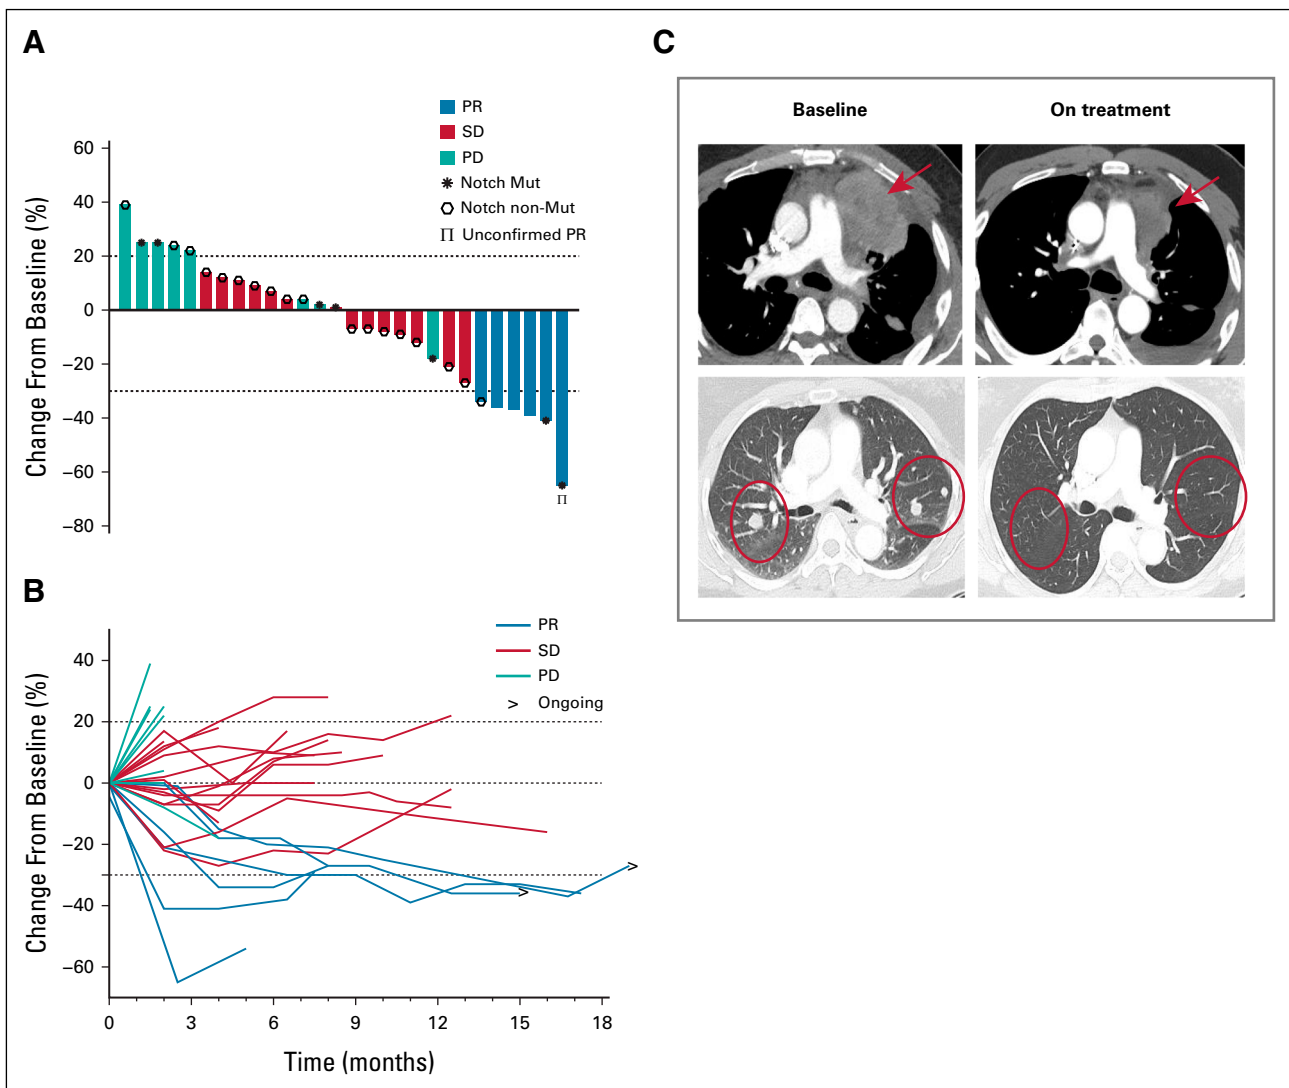 A
PR
SD
PD
Notch Mut
Notch non-Mut
Π Unconfirmed PR
Change From Baseline (%)
60
40
20
0
–20
–40
–60
–80
Π
B
PR
SD
PD
> Ongoing
Change From Baseline (%)
40
20
0
–20
–40
–60
>
>
0 3 6 9 12 15 18
Time (months)
C
Baseline On treatment